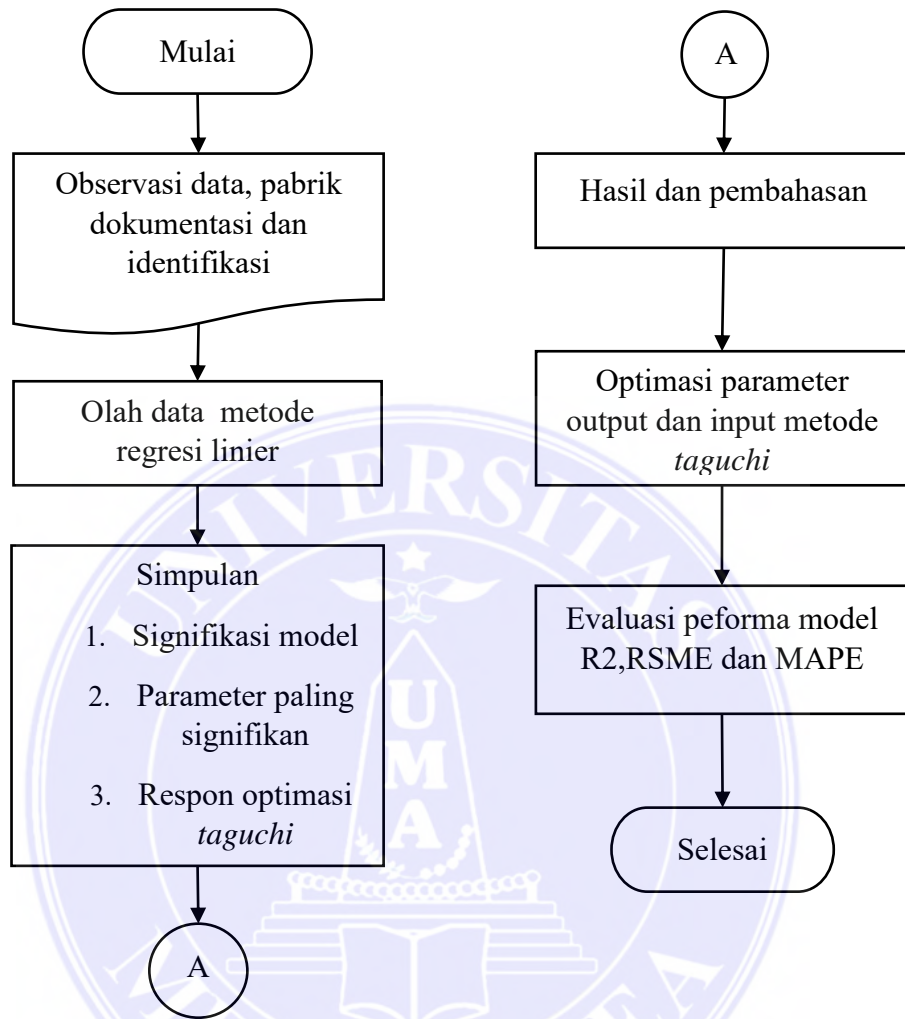 Mulai
Observasi data, pabrik
dokumentasi dan
identifikasi
Olah data metode
regresi linier
Simpulan
1. Signifikasi model
2. Parameter paling
signifikan
3. Respon optimasi
taguchi
A
A
Hasil dan pembahasan
Optimasi parameter
output dan input metode
taguchi
Evaluasi peforma model
R2,RSME dan MAPE
Selesai
UNIVERSITAS
UMA